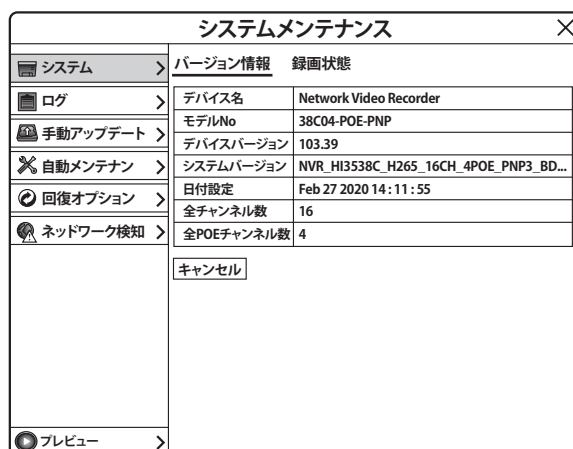 システムメンテナンス
システム
ログ
手動アップデート
自動メンテナン
回復オプション
ネッドワーク検知
プレビュー
バージョン情報 録画状態
デバイス名 Network Video Recorder
モデルNo 38C04-POE-PNP
デバイスバージョン 103.39
システムバージョン NVR_HI3538C_H265_16CH_4POE_PNP3_BD...
日付設定 Feb 27 2020 14 : 11 : 55
全チャンネル数 16
全POEチャンネル数 4
キャンセル